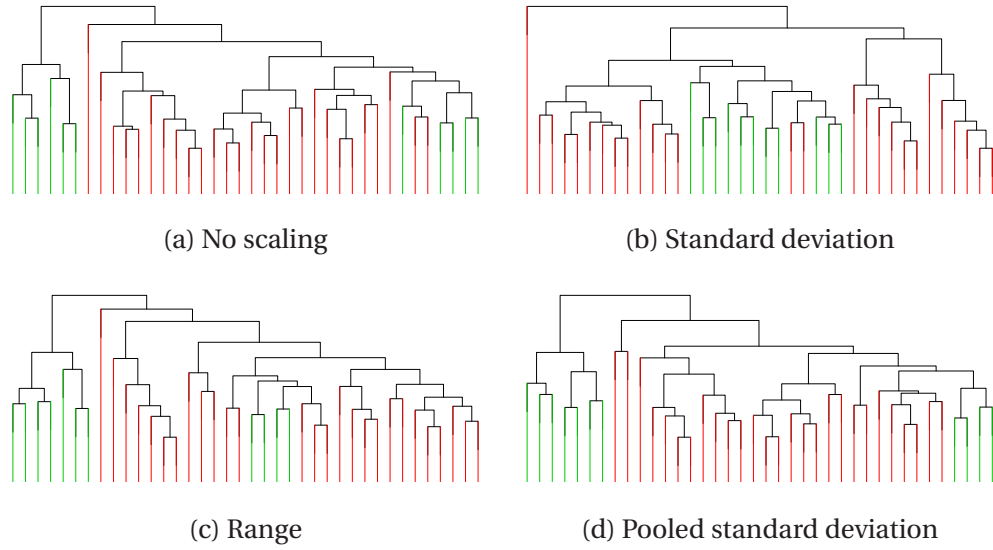 (a) No scaling
(b) Standard deviation
(c) Range
(d) Pooled standard deviation